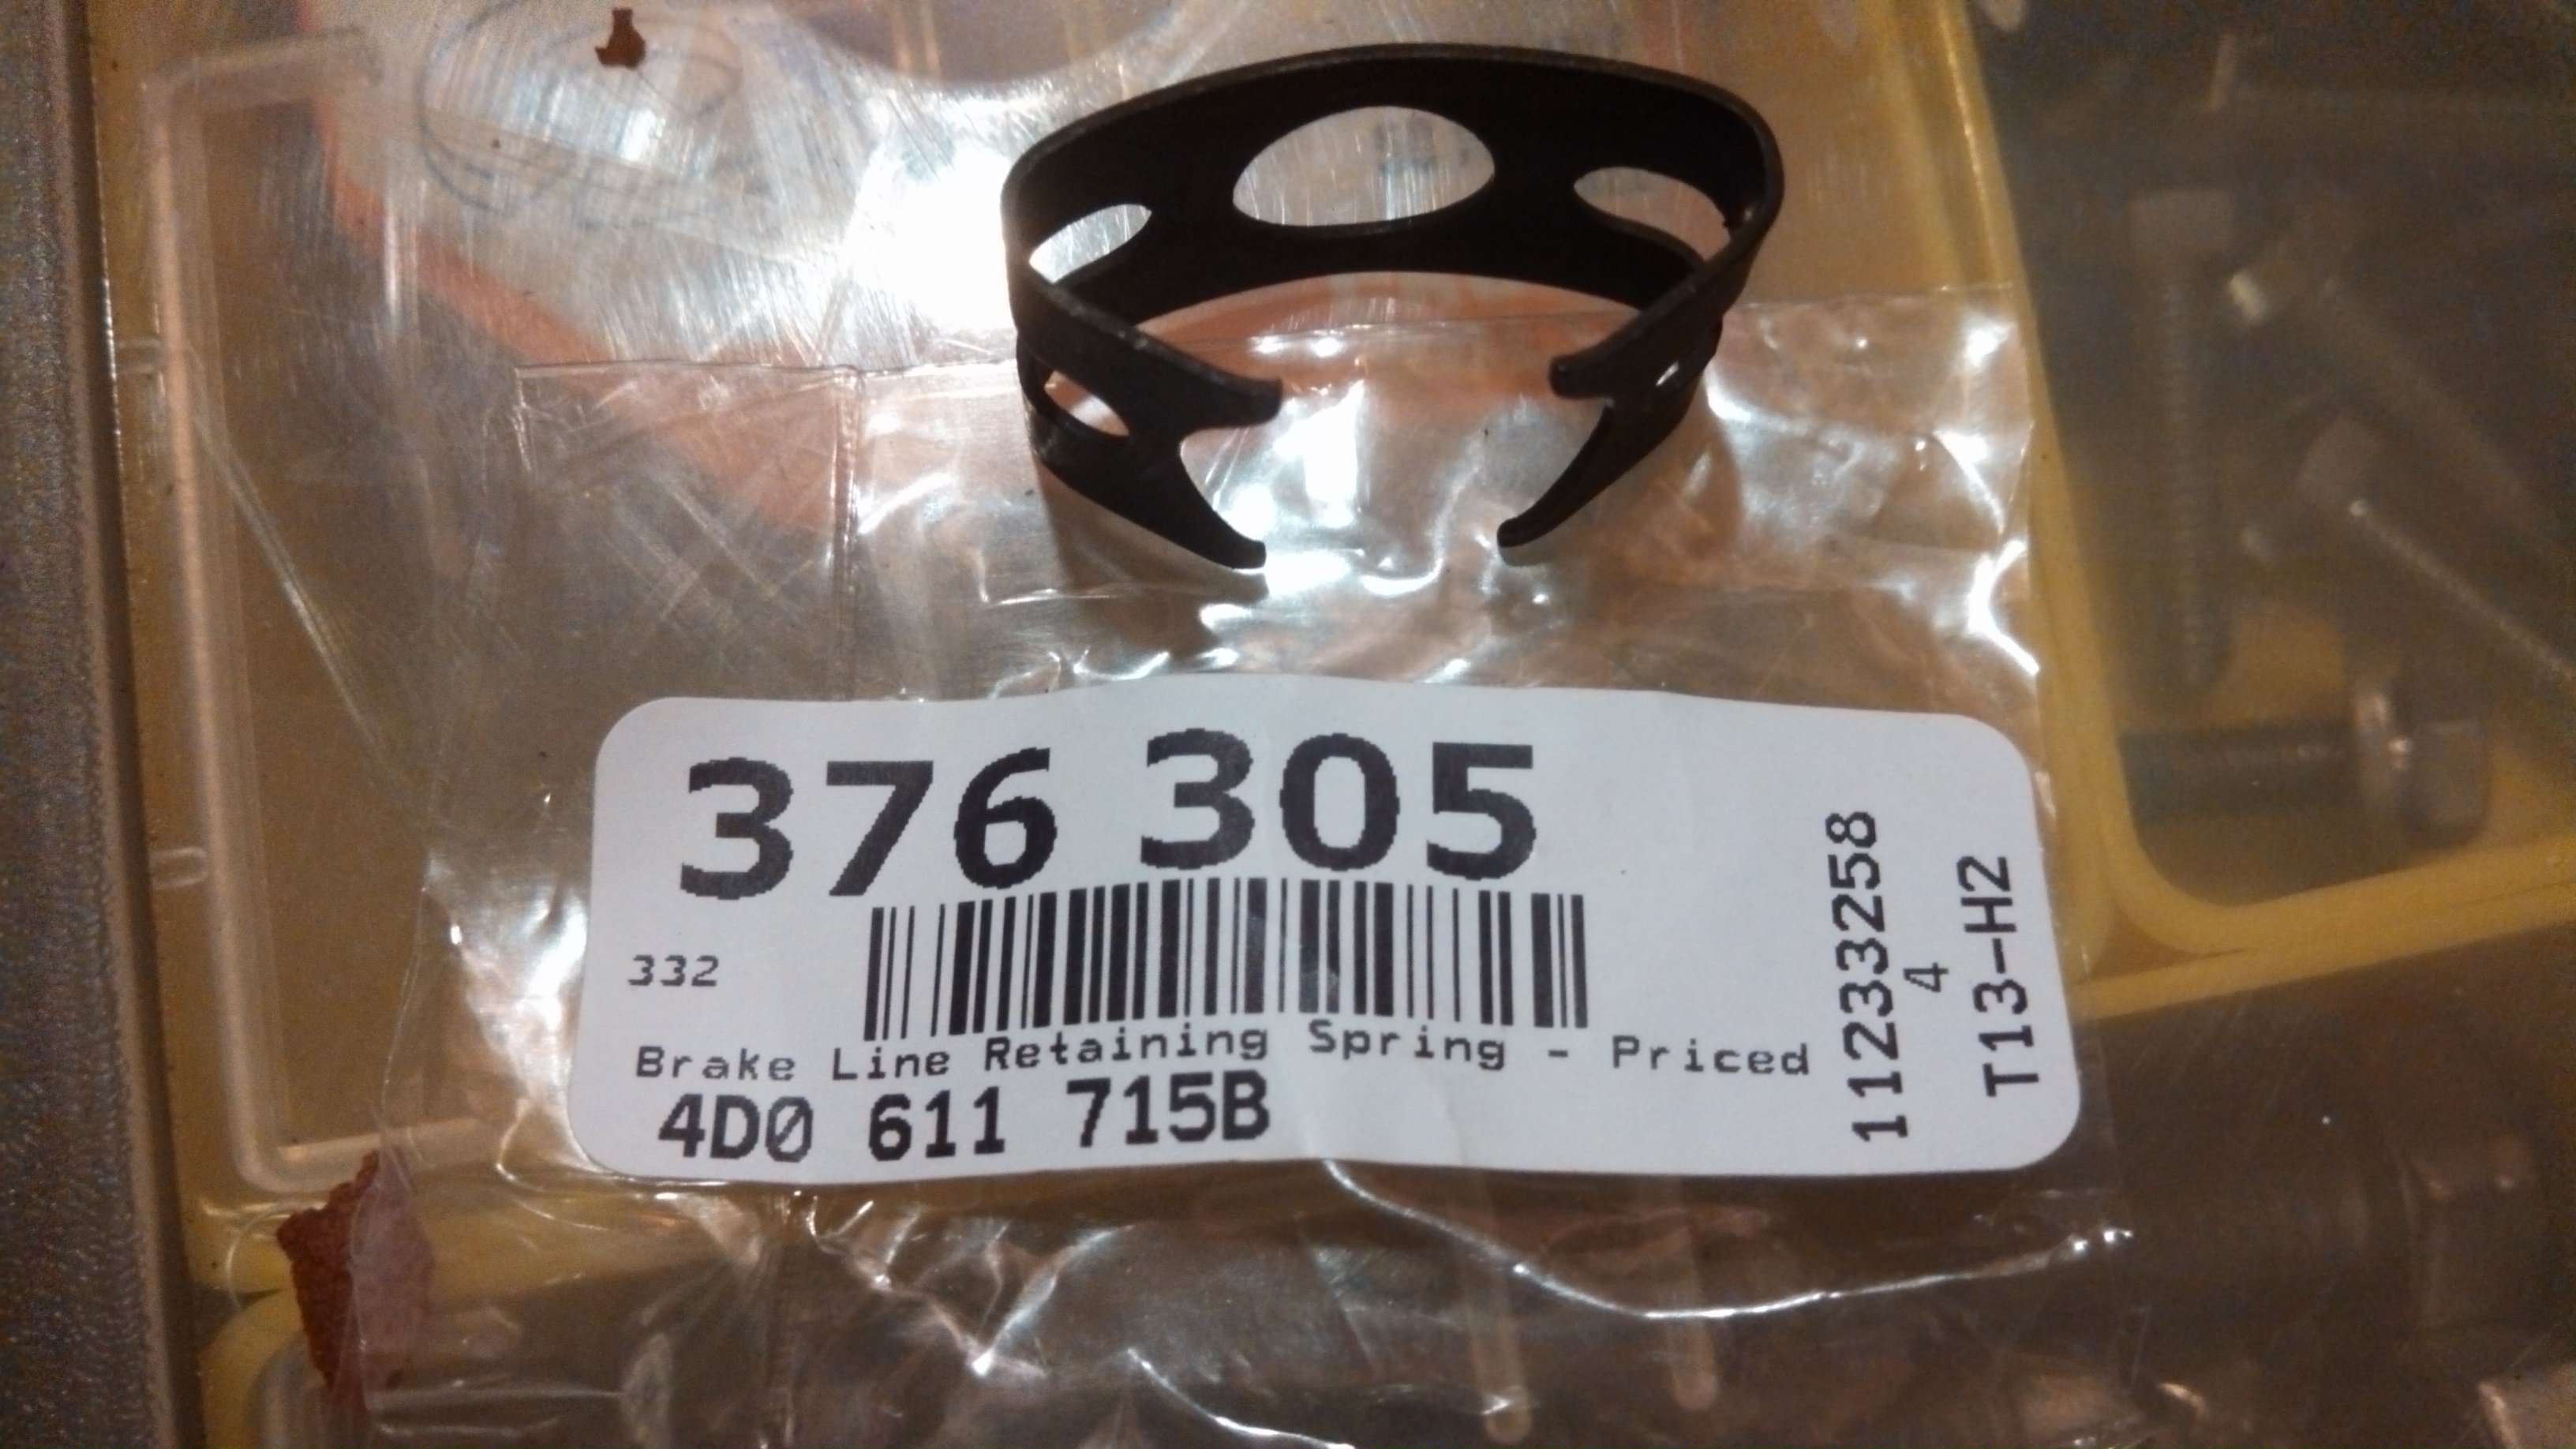 376 305
332
Brake Line Retaining Spring - Priced
4D0 611 715B
11233258
4
T13-H2